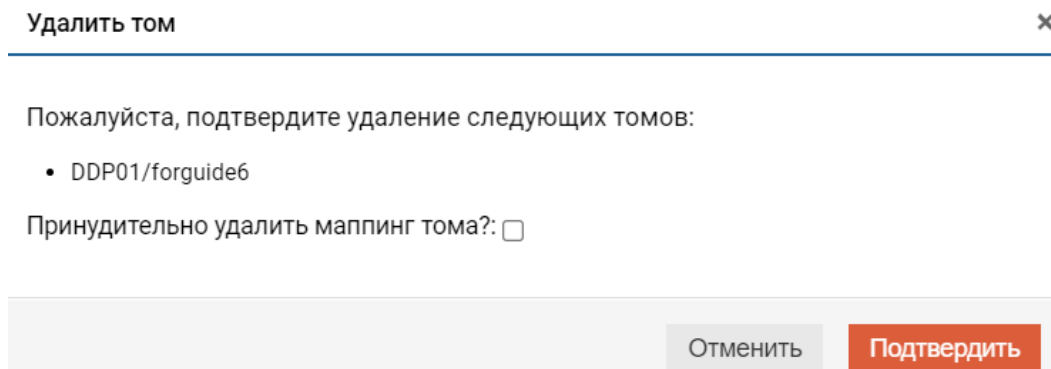 Удалить том
Пожалуйста, подтвердите удаление следующих томов:
• DDP01/forguide6
Принудительно удалить маппинг тома?:
Отменить Подтвердить